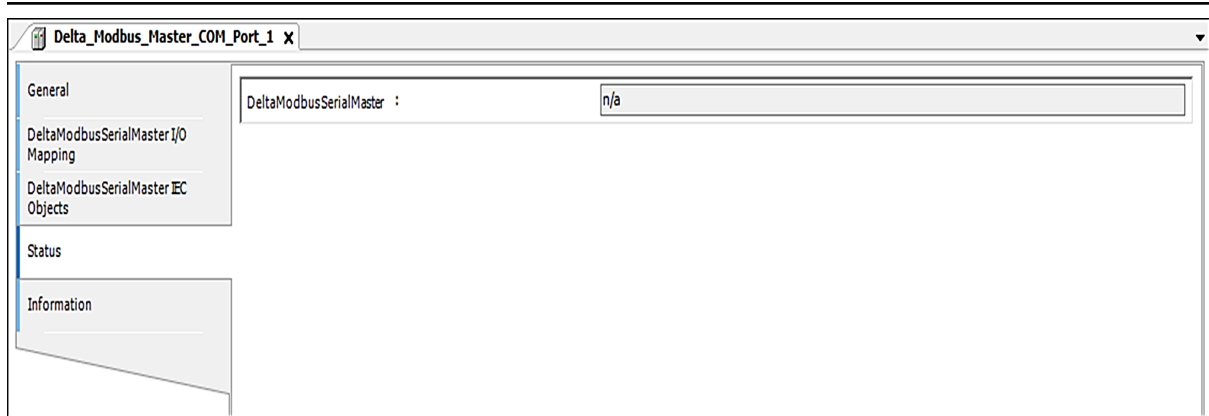 Delta_Modbus_Master_COM_Port_1 X
General
DeltaModbusSerialMaster I/O
Mapping
DeltaModbusSerialMaster IEC
Objects
Status
Information
DeltaModbusSerialMaster :
n/a